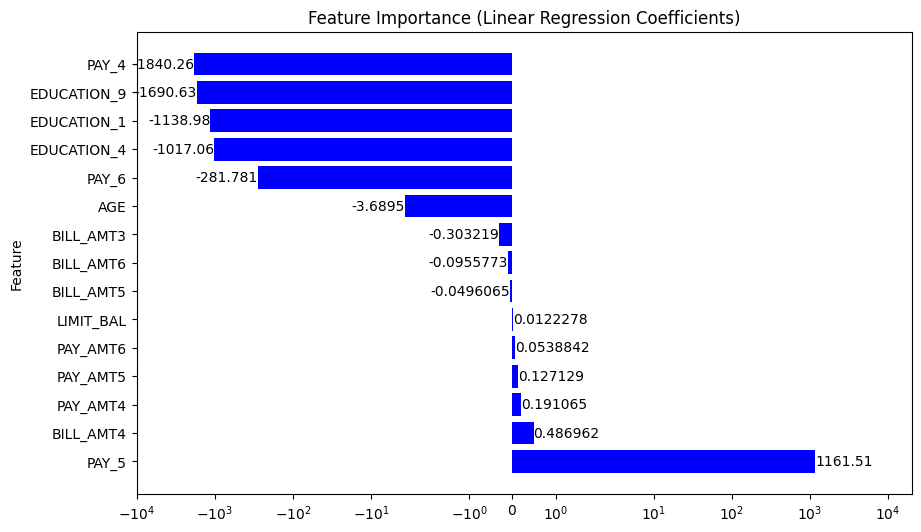 Feature Importance (Linear Regression Coefficients)
Feature
PAY_4 -1840.26
EDUCATION_9 -1690.63
EDUCATION_1 -1138.98
EDUCATION_4 -1017.06
PAY_6 -281.781
AGE -3.6895
BILL_AMT3 -0.303219
BILL_AMT6 -0.0955773
BILL_AMT5 -0.0496065
LIMIT_BAL 0.0122278
PAY_AMT6 0.0538842
PAY_AMT5 0.127129
PAY_AMT4 0.191065
BILL_AMT4 0.486962
PAY_5 1161.51
−10⁴ −10³ −10² −10¹ −10⁰ 0 10⁰ 10¹ 10² 10³ 10⁴